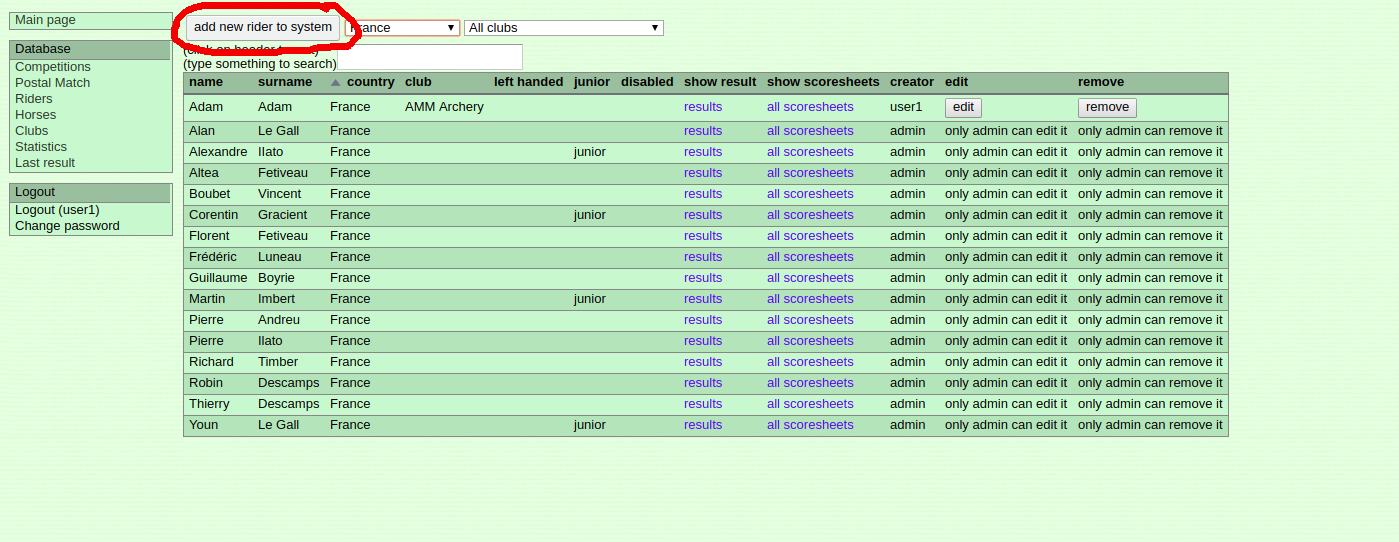 Main page
Database
Competitions
Postal Match
Riders
Horses
Clubs
Statistics
Last result
Logout
Logout (user1)
Change password
add new rider to system France All clubs
(type something to search)
name surname country club left handed junior disabled show result show scoresheets creator edit remove
Adam Adam France AMM Archery results all scoresheets user1 edit remove
Alan Le Gall France results all scoresheets admin only admin can edit it only admin can remove it
Alexandre Ilato France junior results all scoresheets admin only admin can edit it only admin can remove it
Altea Fetiveau France results all scoresheets admin only admin can edit it only admin can remove it
Boubet Vincent France results all scoresheets admin only admin can edit it only admin can remove it
Corentin Gracient France junior results all scoresheets admin only admin can edit it only admin can remove it
Florent Fetiveau France results all scoresheets admin only admin can edit it only admin can remove it
Frédéric Luneau France results all scoresheets admin only admin can edit it only admin can remove it
Guillaume Boyrie France results all scoresheets admin only admin can edit it only admin can remove it
Martin Imbert France junior results all scoresheets admin only admin can edit it only admin can remove it
Pierre Andreu France results all scoresheets admin only admin can edit it only admin can remove it
Pierre Ilato France results all scoresheets admin only admin can edit it only admin can remove it
Richard Timber France results all scoresheets admin only admin can edit it only admin can remove it
Robin Descamps France results all scoresheets admin only admin can edit it only admin can remove it
Thierry Descamps France results all scoresheets admin only admin can edit it only admin can remove it
Youn Le Gall France junior results all scoresheets admin only admin can edit it only admin can remove it